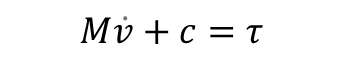 Mv̇ + c = τ